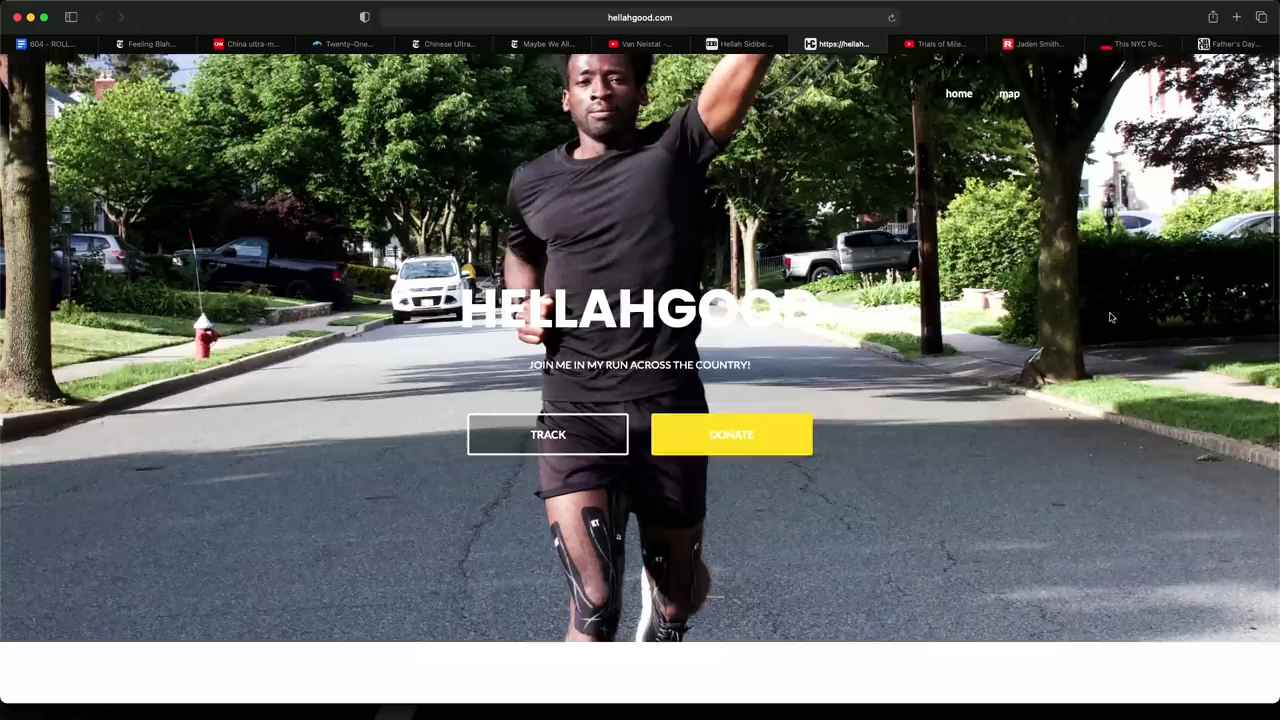 hellahgood.com
604 - ROLL...
Feeling Blah...
China ultra-m...
Twenty-One...
Chinese Ultra...
Maybe We All...
Van Neistat -...
Hellah Sidibe:...
https://hellah...
Trials of Mile...
Jaden Smith...
This NYC Po...
Father's Day...
home map
HELLAHGOOD
JOIN ME IN MY RUN ACROSS THE COUNTRY!
TRACK DONATE
KT
KT